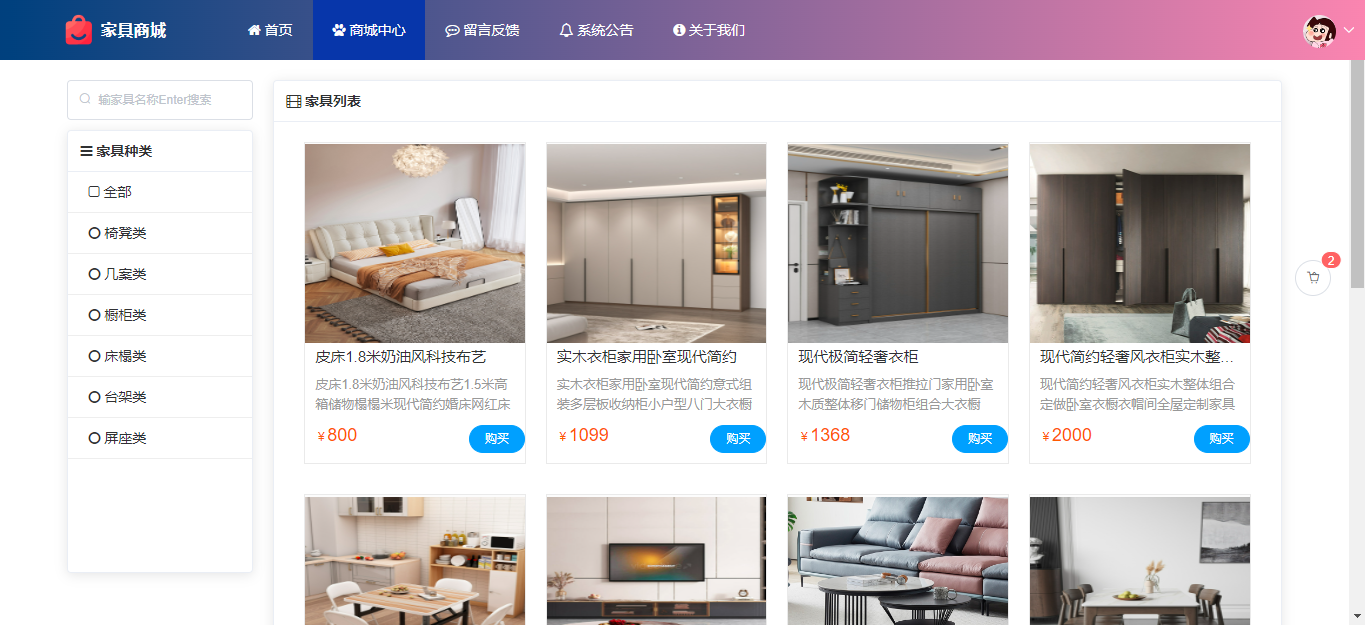 家具商城
首页
商城中心
留言反馈
系统公告
关于我们
输家具名称Enter搜索
家具种类
全部
椅凳类
几案类
橱柜类
床榻类
台架类
屏座类
家具列表
皮床1.8米奶油风科技布艺
皮床1.8米奶油风科技布艺1.5米高
箱储物榻榻米现代简约婚床网红床
¥800
购买
实木衣柜家用卧室现代简约
实木衣柜家用卧室现代简约意式组
装多层板收纳柜小户型八门大衣橱
¥1099
购买
现代极简轻奢衣柜
现代极简轻奢衣柜推拉门家用卧室
木质整体移门储物柜组合大衣橱
¥1368
购买
现代简约轻奢风衣柜实木整...
现代简约轻奢风衣柜实木整体组合
定做卧室衣橱衣帽间全屋定制家具
¥2000
购买
2